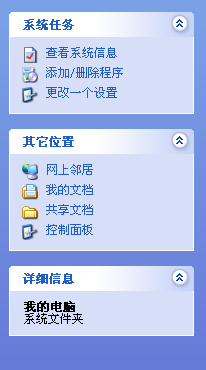 系统任务
查看系统信息
添加/删除程序
更改一个设置
其它位置
网上邻居
我的文档
共享文档
控制面板
详细信息
我的电脑
系统文件夹